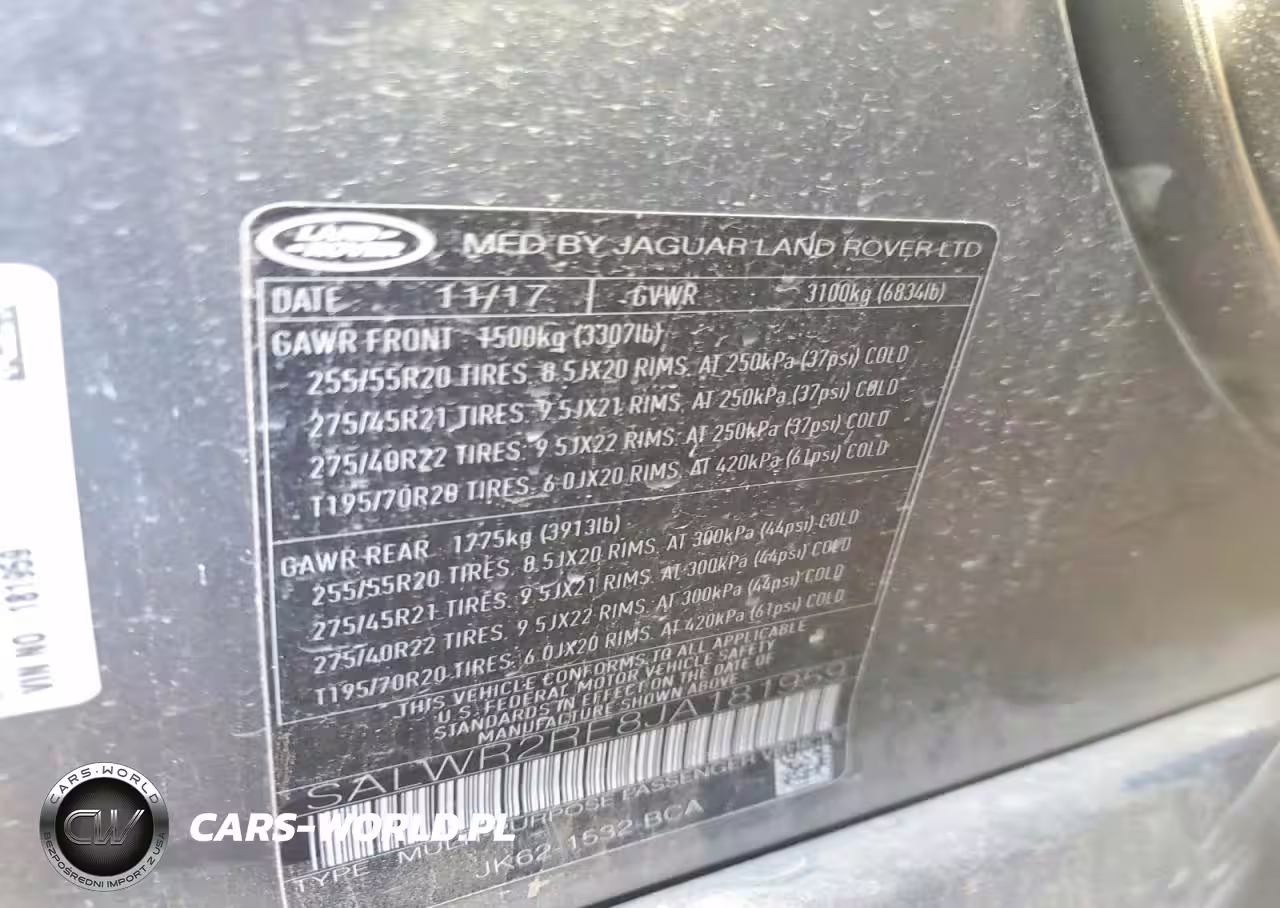 LAND-
-ROVER
MFD BY JAGUAR LAND ROVER LTD
DATE 11/17 GVWR 3100kg (6834lb)
GAWR FRONT 1500kg (3307lb)
255/55R20 TIRES. 8.5JX20 RIMS. AT 250kPa (37psi) COLD
275/45R21 TIRES. 9.5JX21 RIMS. AT 250kPa (37psi) COLD
275/40R22 TIRES. 9.5JX22 RIMS. AT 250kPa (37psi) COLD
T195/70R20 TIRES. 6.0JX20 RIMS. AT 420kPa (61psi) COLD
GAWR REAR 1775kg (3913lb)
255/55R20 TIRES. 8.5JX20 RIMS. AT 300kPa (44psi) COLD
275/45R21 TIRES. 9.5JX21 RIMS. AT 300kPa (44psi) COLD
275/40R22 TIRES. 9.5JX22 RIMS. AT 300kPa (44psi) COLD
T195/70R20 TIRES. 6.0JX20 RIMS. AT 420kPa (61psi) COLD
THIS VEHICLE CONFORMS TO ALL APPLICABLE
U.S. FEDERAL MOTOR VEHICLE SAFETY
STANDARDS IN EFFECT ON THE DATE OF
MANUFACTURE SHOWN ABOVE
SALWR2RF8JA181959
TYPE MULTIPURPOSE PASSENGER VEHICLE
JK62-1532-BCA
VIN NO 181959
CARS-WORLD
CW
BEZPOŚREDNI IMPORT Z USA
CARS-WORLD.PL